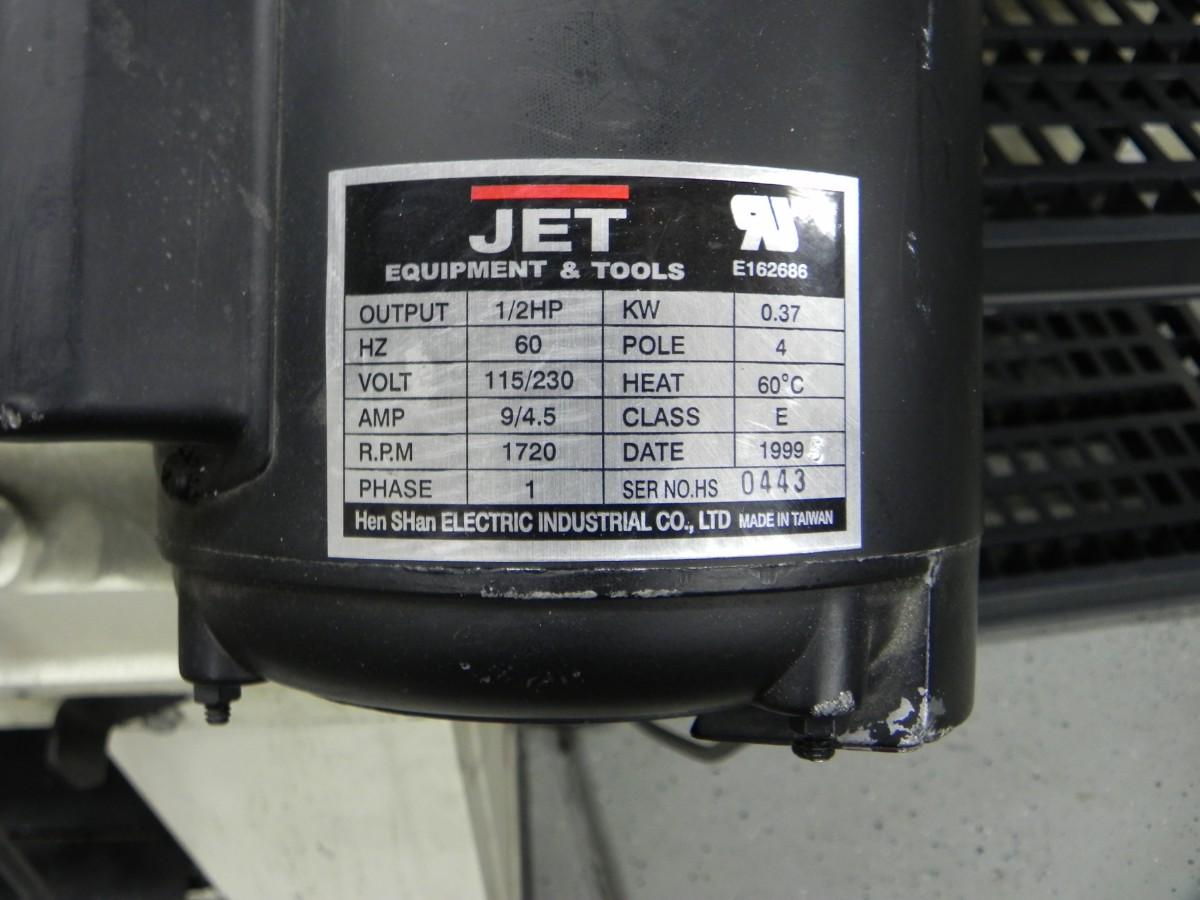 JET
EQUIPMENT & TOOLS
E162686
OUTPUT 1/2HP KW 0.37
HZ 60 POLE 4
VOLT 115/230 HEAT 60°C
AMP 9/4.5 CLASS E
R.P.M 1720 DATE 1999
PHASE 1 SER NO.HS 0443
Hen SHan ELECTRIC INDUSTRIAL CO., LTD MADE IN TAIWAN